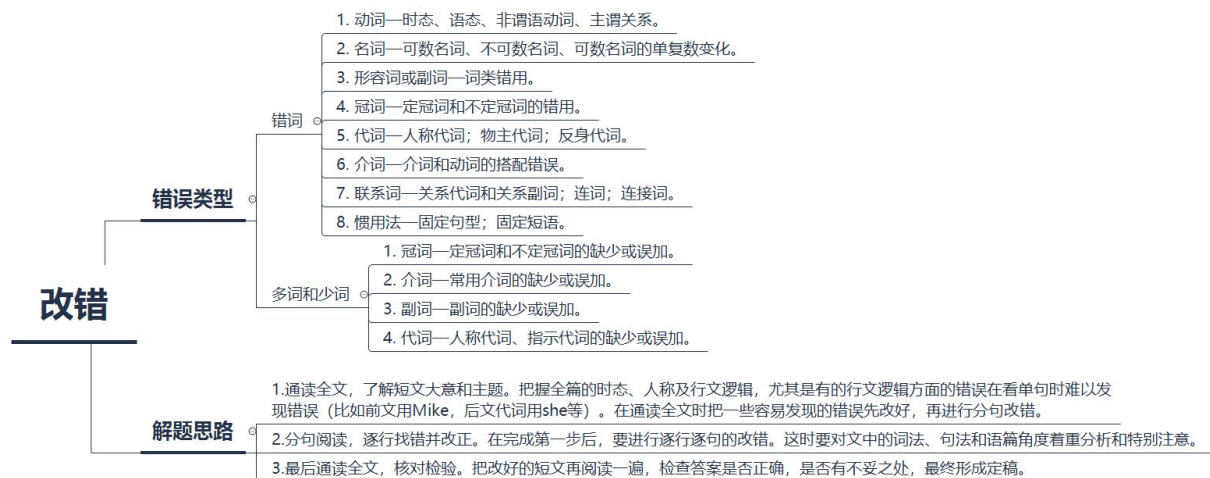 改错
错误类型
错词
1. 动词—时态、语态、非谓语动词、主谓关系。
2. 名词—可数名词、不可数名词、可数名词的单复数变化。
3. 形容词或副词—词类错用。
4. 冠词—定冠词和不定冠词的错用。
5. 代词—人称代词；物主代词；反身代词。
6. 介词—介词和动词的搭配错误。
7. 联系词—关系代词和关系副词；连词；连接词。
8. 惯用法—固定句型；固定短语。
多词和少词
1. 冠词—定冠词和不定冠词的缺少或误加。
2. 介词—常用介词的缺少或误加。
3. 副词—副词的缺少或误加。
4. 代词—人称代词、指示代词的缺少或误加。
解题思路
1.通读全文，了解短文大意和主题。把握全篇的时态、人称及行文逻辑，尤其是有的行文逻辑方面的错误在看单句时难以发
现错误（比如前文用Mike，后文代词用she等）。在通读全文时把一些容易发现的错误先改好，再进行分句改错。
2.分句阅读，逐行找错并改正。在完成第一步后，要进行逐行逐句的改错。这时要对文中的词法、句法和语篇角度着重分析和特别注意。
3.最后通读全文，核对检验。把改好的短文再阅读一遍，检查答案是否正确，是否有不妥之处，最终形成定稿。